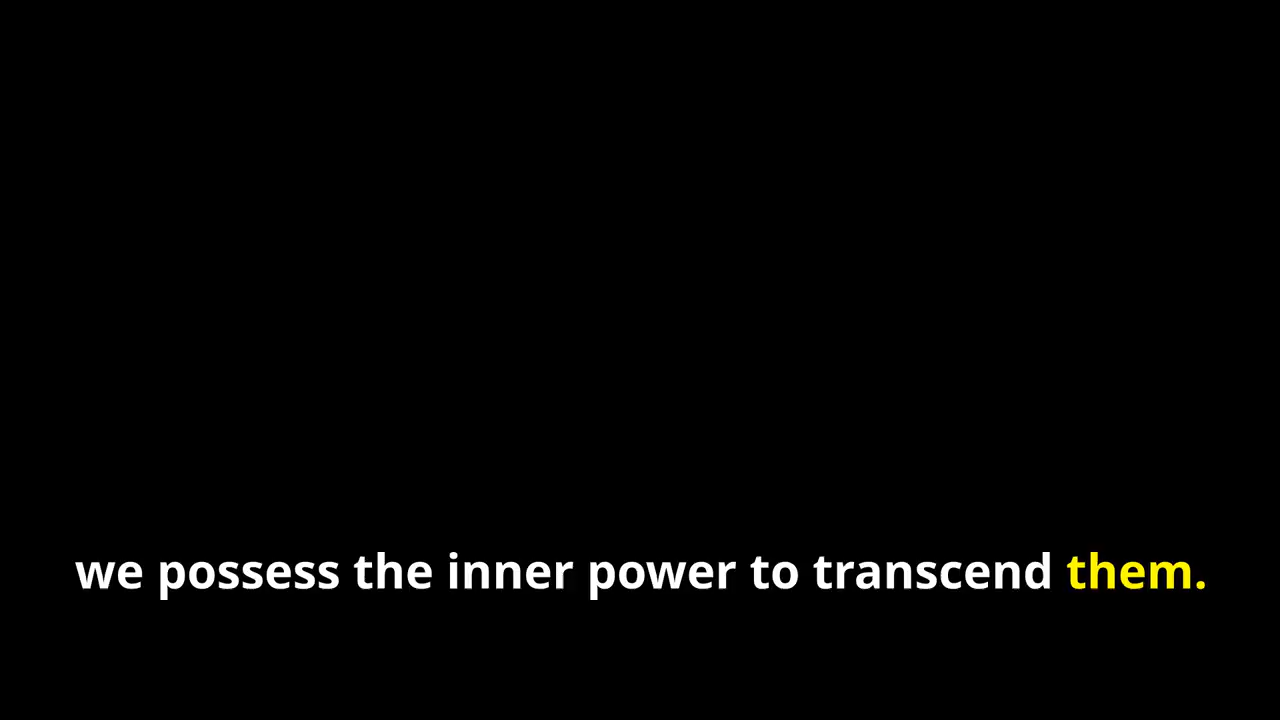 we possess the inner power to transcend them.